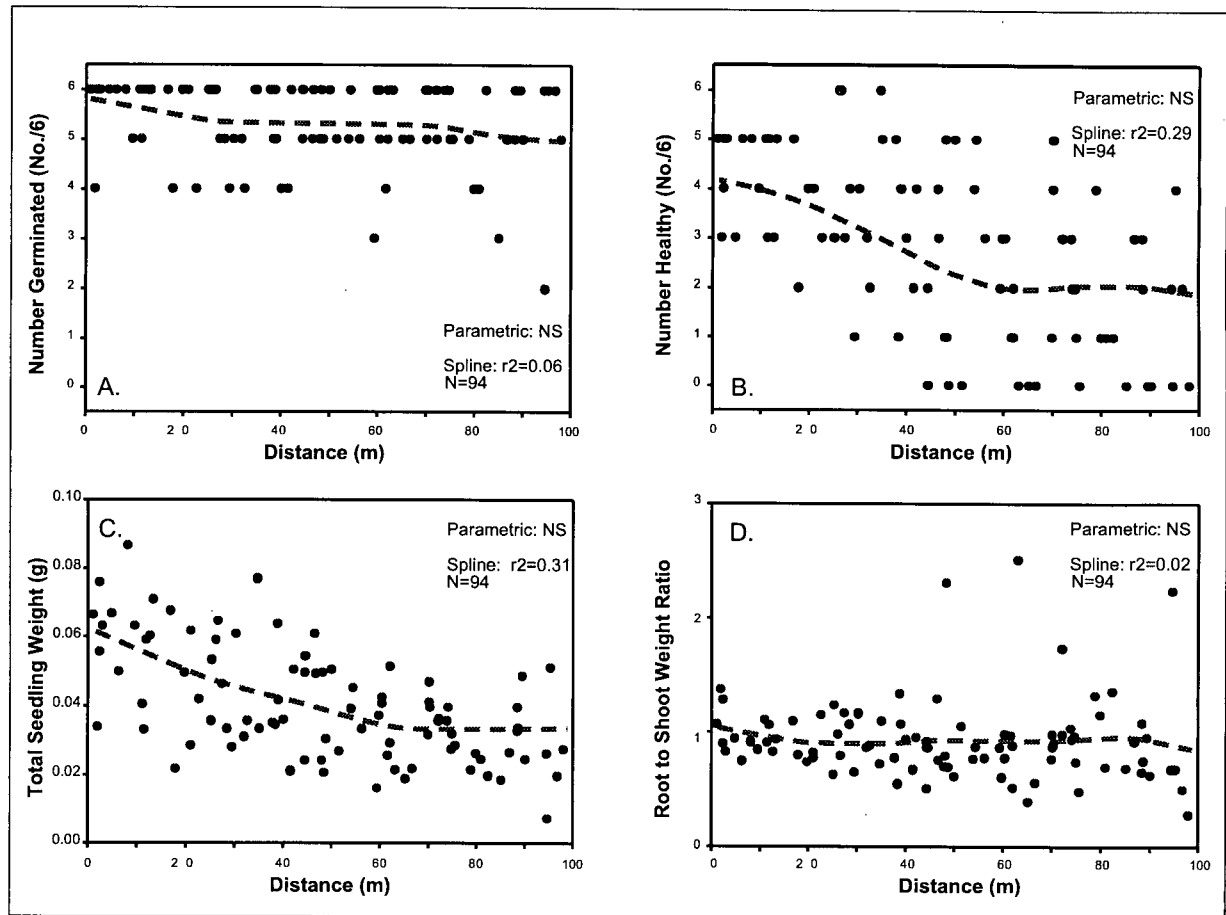 6
5
4
3
2
1
0
Number Germinated (No./6)
Parametric: NS
Spline: r2=0.06
N=94
A.
0
2 0
40
60
80
100
Distance (m)
6
5
4
3
2
1
0
Number Healthy (No./6)
Parametric: NS
Spline: r2=0.29
N=94
B.
0
2 0
40
60
80
100
Distance (m)
0.10
0.08
0.06
0.04
0.02
0.00
Total Seedling Weight (g)
C.
Parametric: NS
Spline: r2=0.31
N=94
0
2 0
40
60
80
100
Distance (m)
3
2
1
0
Root to Shoot Weight Ratio
D.
Parametric: NS
Spline: r2=0.02
N=94
0
2 0
40
60
80
100
Distance (m)